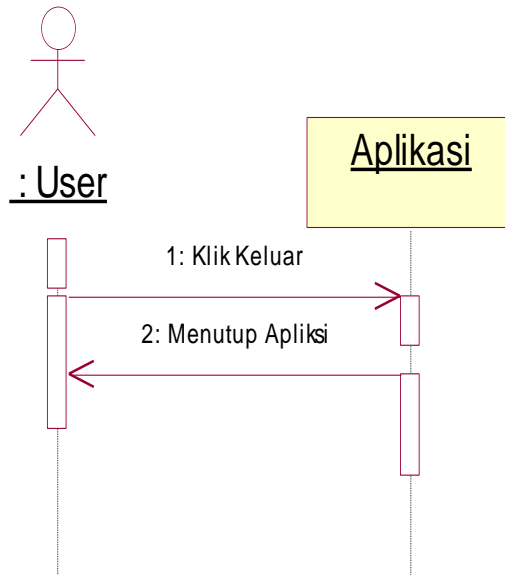 Aplikasi
: User
1: Klik Keluar
2: Menutup Apliksi